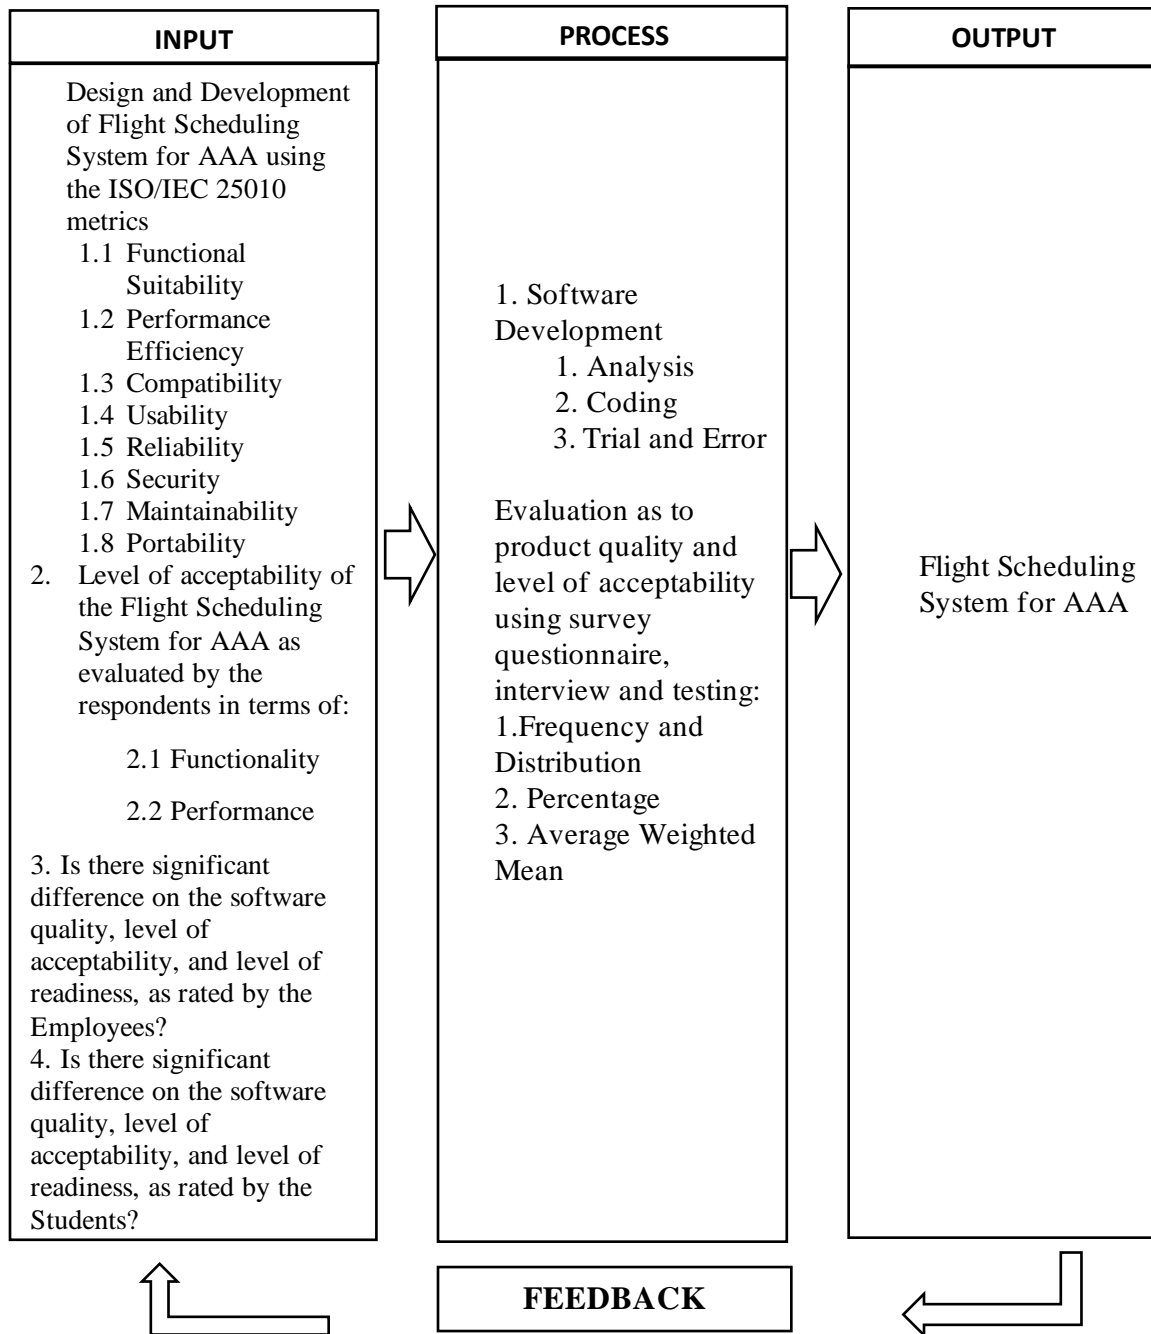 INPUT
Design and Development
of Flight Scheduling
System for AAA using
the ISO/IEC 25010
metrics
1.1 Functional
Suitability
1.2 Performance
Efficiency
1.3 Compatibility
1.4 Usability
1.5 Reliability
1.6 Security
1.7 Maintainability
1.8 Portability
2. Level of acceptability of
the Flight Scheduling
System for AAA as
evaluated by the
respondents in terms of:
2.1 Functionality
2.2 Performance
3. Is there significant
difference on the software
quality, level of
acceptability, and level of
readiness, as rated by the
Employees?
4. Is there significant
difference on the software
quality, level of
acceptability, and level of
readiness, as rated by the
Students?
PROCESS
1. Software
Development
1. Analysis
2. Coding
3. Trial and Error
Evaluation as to
product quality and
level of acceptability
using survey
questionnaire,
interview and testing:
1.Frequency and
Distribution
2. Percentage
3. Average Weighted
Mean
OUTPUT
Flight Scheduling
System for AAA
FEEDBACK